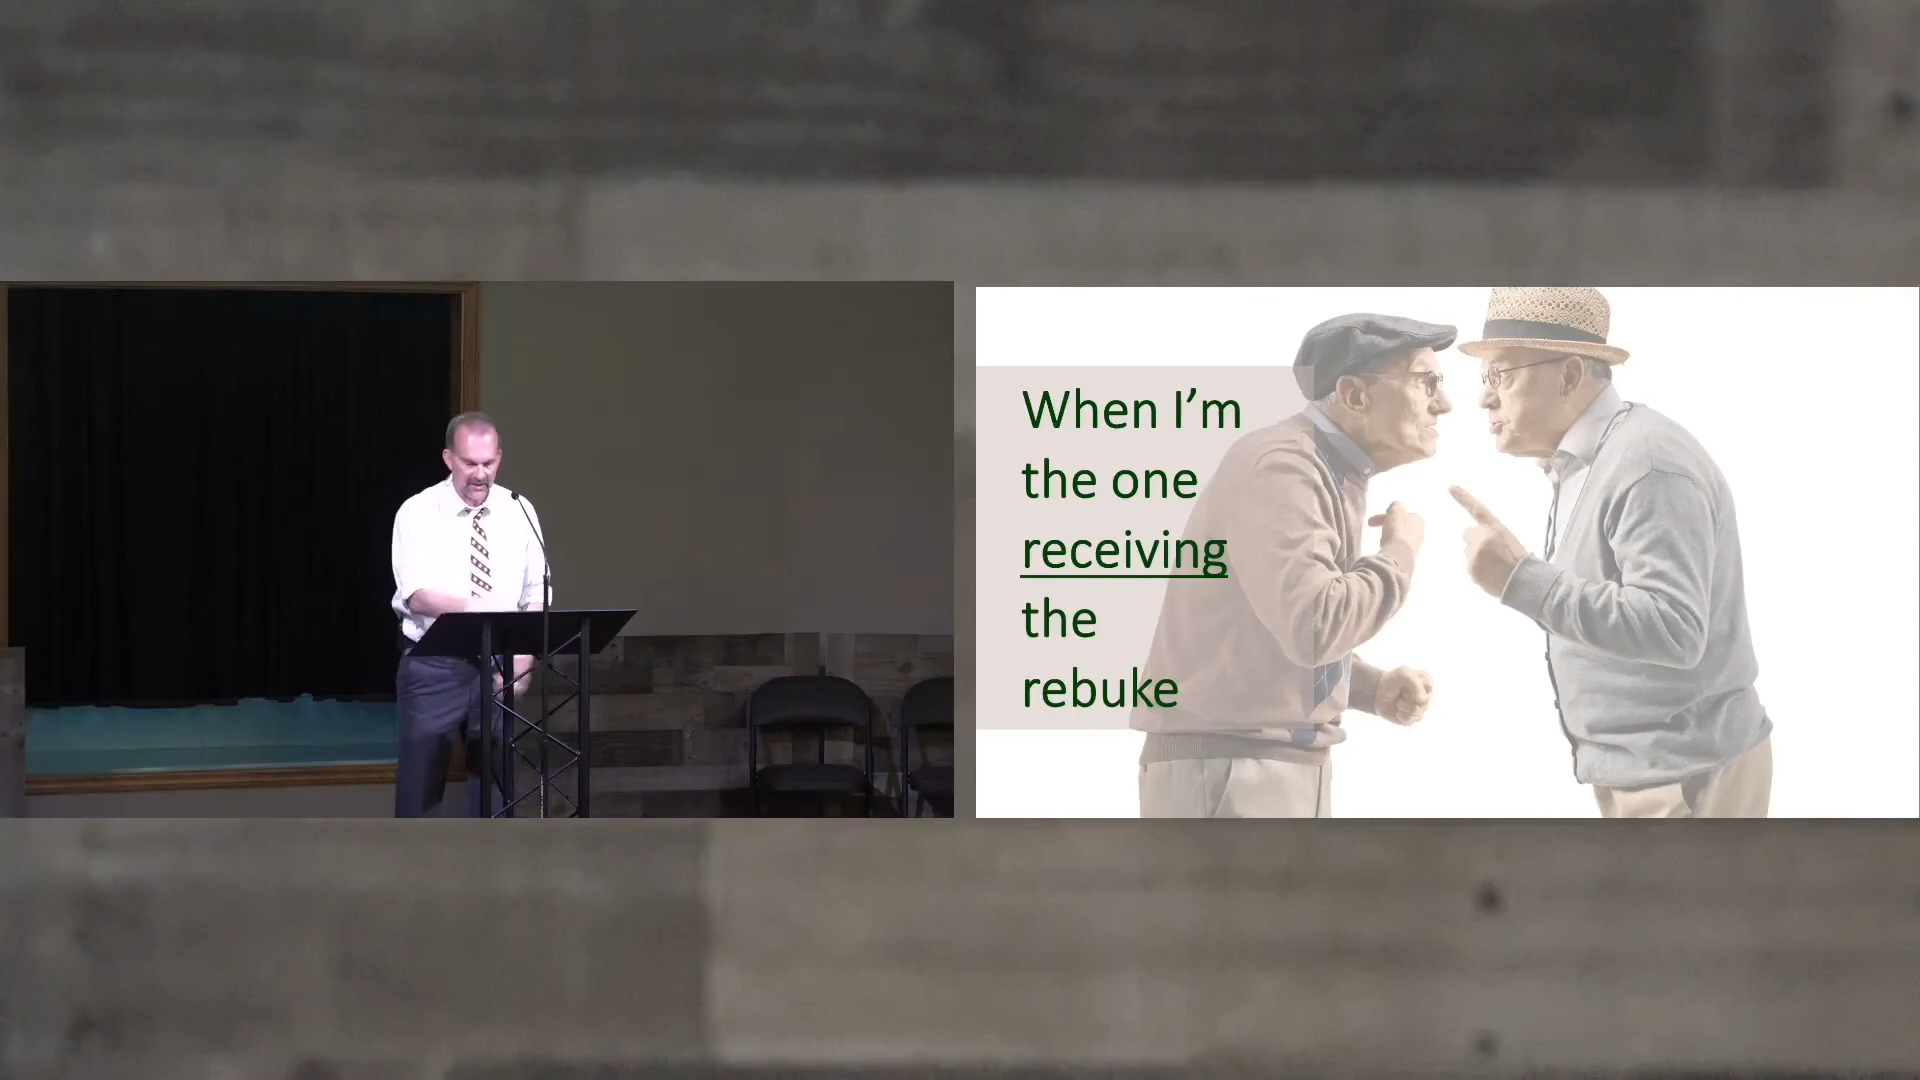 When I’m
the one
receiving
the
rebuke